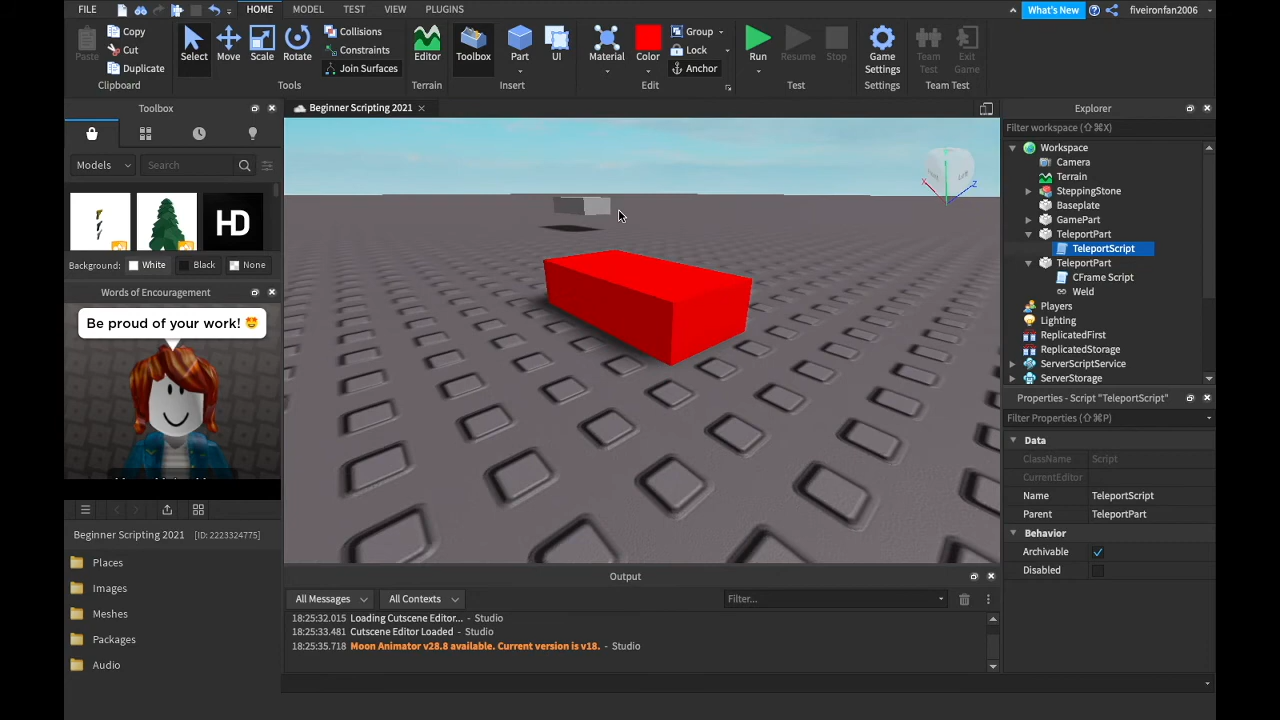 FILE HOME MODEL TEST VIEW PLUGINS What's New fiveironfan2006
Paste Copy Cut Duplicate Clipboard
Select Move Scale Rotate Collisions Constraints Join Surfaces Tools
Editor Terrain
Toolbox Part UI Insert
Material Color Group Lock Anchor Edit
Run Resume Stop Test
Game Settings Settings
Team Test Exit Game Team Test
Toolbox
Models Search
HD
Background: White Black None
Words of Encouragement
Be proud of your work! 🤩
Beginner Scripting 2021 [ID: 2223324775]
Places
Images
Meshes
Packages
Audio
Beginner Scripting 2021
Output
All Messages All Contexts Filter...
18:25:32.015 Loading Cutscene Editor... - Studio
18:25:33.481 Cutscene Editor Loaded - Studio
18:25:35.718 Moon Animator v28.8 available. Current version is v18. - Studio
Explorer
Filter workspace (⇧⌘X)
Workspace
Camera
Terrain
SteppingStone
Baseplate
GamePart
TeleportPart
TeleportScript
TeleportPart
CFrame Script
Weld
Players
Lighting
ReplicatedFirst
ReplicatedStorage
ServerScriptService
ServerStorage
Properties - Script "TeleportScript"
Filter Properties (⇧⌘P)
Data
ClassName Script
CurrentEditor
Name TeleportScript
Parent TeleportPart
Behavior
Archivable
Disabled